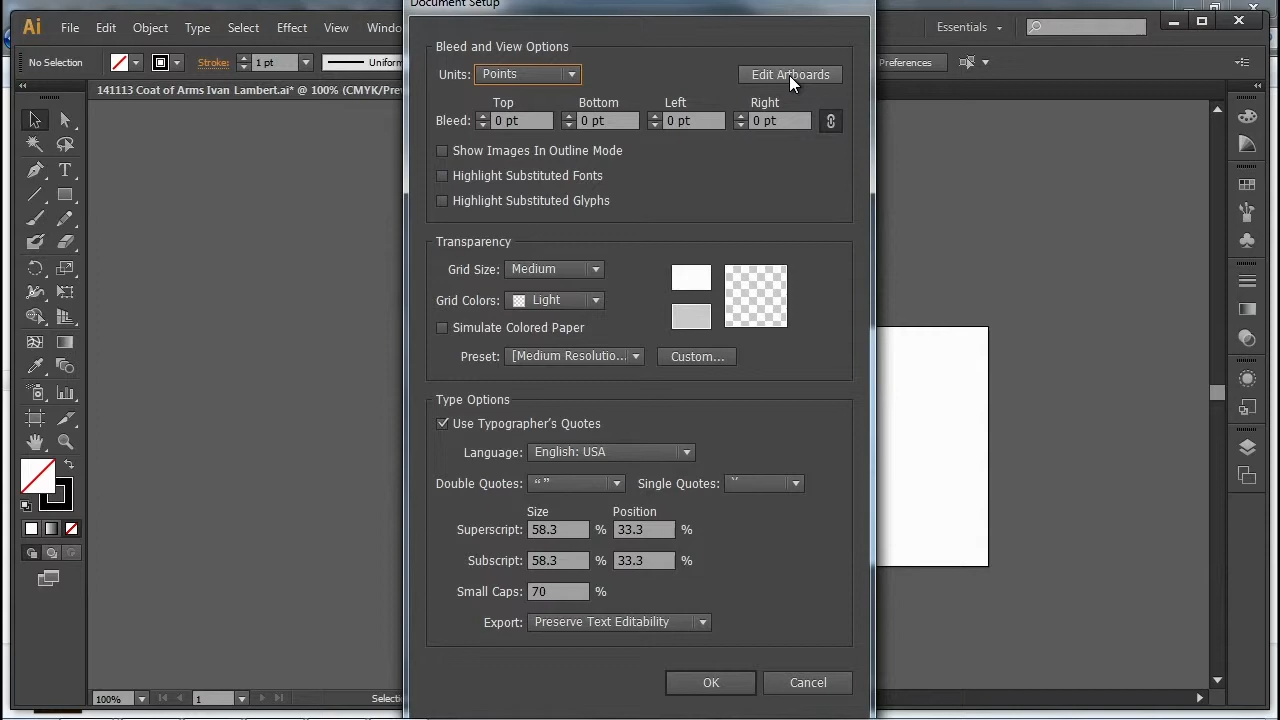 Document Setup
Ai File Edit Object Type Select Effect View Windo
Essentials
No Selection Stroke: 1 pt Uniform
Preferences
141113 Coat of Arms Ivan Lambert.ai* @ 100% (CMYK/Pre
Bleed and View Options
Units: Points Edit Artboards
Top Bottom Left Right
Bleed: 0 pt 0 pt 0 pt 0 pt
Show Images In Outline Mode
Highlight Substituted Fonts
Highlight Substituted Glyphs
Transparency
Grid Size: Medium
Grid Colors: Light
Simulate Colored Paper
Preset: [Medium Resolutio... Custom...
Type Options
Use Typographer's Quotes
Language: English: USA
Double Quotes: “ ” Single Quotes:
Size Position
Superscript: 58.3 % 33.3 %
Subscript: 58.3 % 33.3 %
Small Caps: 70 %
Export: Preserve Text Editability
OK Cancel
100% 1 Selectio